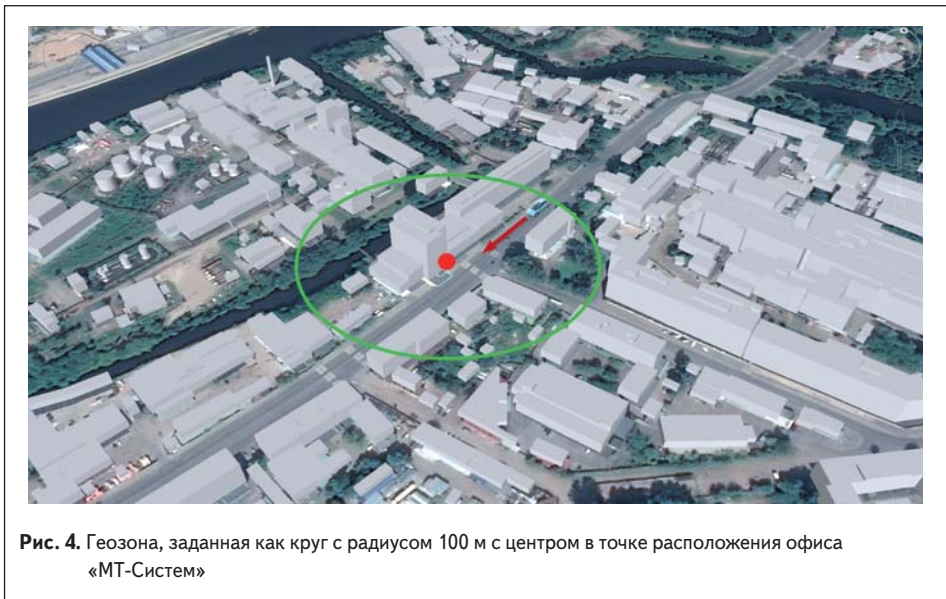 Рис. 4. Геозона, заданная как круг с радиусом 100 м с центром в точке расположения офиса
«МТ-Систем»